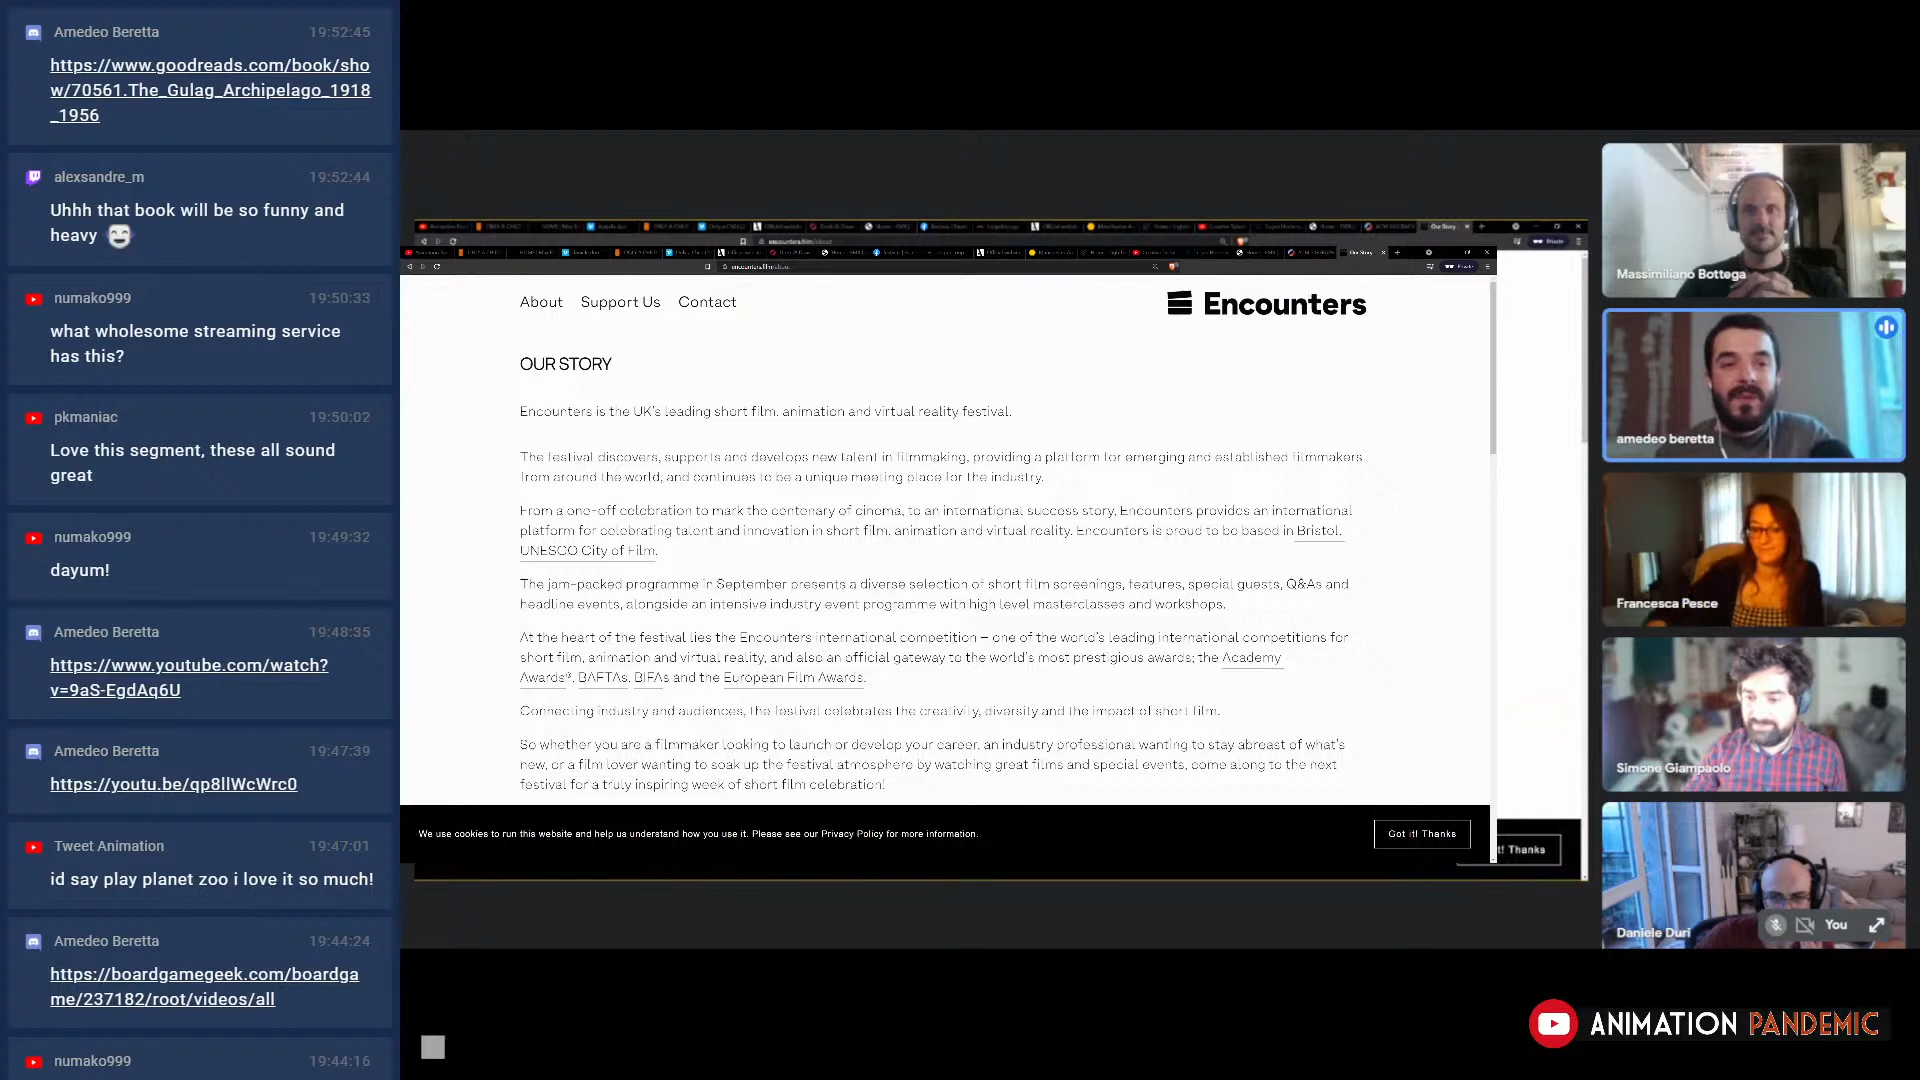 Amedeo Beretta 19:52:45
https://www.goodreads.com/book/sho
w/70561.The_Gulag_Archipelago_1918
_1956
alexsandre_m 19:52:44
Uhhh that book will be so funny and
heavy
numako999 19:50:33
what wholesome streaming service
has this?
pkmaniac 19:50:02
Love this segment, these all sound
great
numako999 19:49:32
dayum!
Amedeo Beretta 19:48:35
https://www.youtube.com/watch?
v=9aS-EgdAq6U
Amedeo Beretta 19:47:39
https://youtu.be/qp8llWcWrc0
Tweet Animation 19:47:01
id say play planet zoo i love it so much!
Amedeo Beretta 19:44:24
https://boardgamegeek.com/boardga
me/237182/root/videos/all
numako999 19:44:16
Our Story
encounters.film/about
Private
Our Story
encounters.film/about
Private
About Support Us Contact
Encounters
OUR STORY
Encounters is the UK's leading short film, animation and virtual reality festival.
The festival discovers, supports and develops new talent in filmmaking, providing a platform for emerging and established filmmakers
from around the world, and continues to be a unique meeting place for the industry.
From a one-off celebration to mark the centenary of cinema, to an international success story, Encounters provides an international
platform for celebrating talent and innovation in short film, animation and virtual reality. Encounters is proud to be based in Bristol,
UNESCO City of Film.
The jam-packed programme in September presents a diverse selection of short film screenings, features, special guests, Q&As and
headline events, alongside an intensive industry event programme with high level masterclasses and workshops.
At the heart of the festival lies the Encounters international competition – one of the world's leading international competitions for
short film, animation and virtual reality, and also an official gateway to the world's most prestigious awards; the Academy
Awards®, BAFTAs, BIFAs and the European Film Awards.
Connecting industry and audiences, the festival celebrates the creativity, diversity and the impact of short film.
So whether you are a filmmaker looking to launch or develop your career, an industry professional wanting to stay abreast of what's
new, or a film lover wanting to soak up the festival atmosphere by watching great films and special events, come along to the next
festival for a truly inspiring week of short film celebration!
We use cookies to run this website and help us understand how you use it. Please see our Privacy Policy for more information.
Got it! Thanks
t! Thanks
Massimiliano Bottega
amedeo beretta
Francesca Pesce
Simone Giampaolo
Daniele Duri
You
ANIMATION PANDEMIC